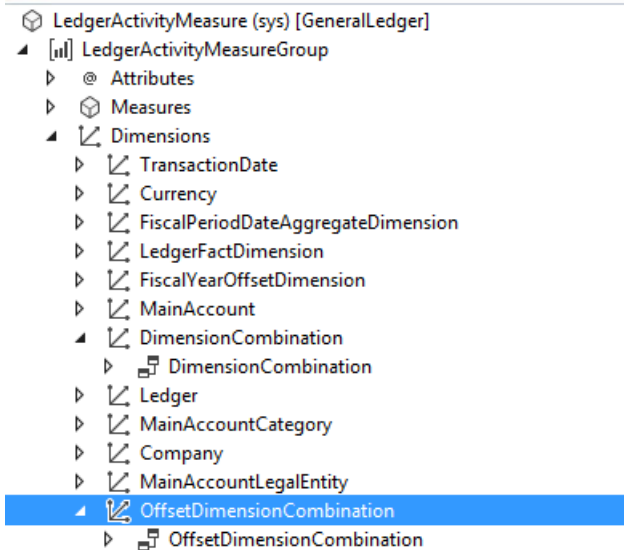 LedgerActivityMeasure (sys) [GeneralLedger]
LedgerActivityMeasureGroup
@ Attributes
Measures
Dimensions
TransactionDate
Currency
FiscalPeriodDateAggregateDimension
LedgerFactDimension
FiscalYearOffsetDimension
MainAccount
DimensionCombination
DimensionCombination
Ledger
MainAccountCategory
Company
MainAccountLegalEntity
OffsetDimensionCombination
OffsetDimensionCombination